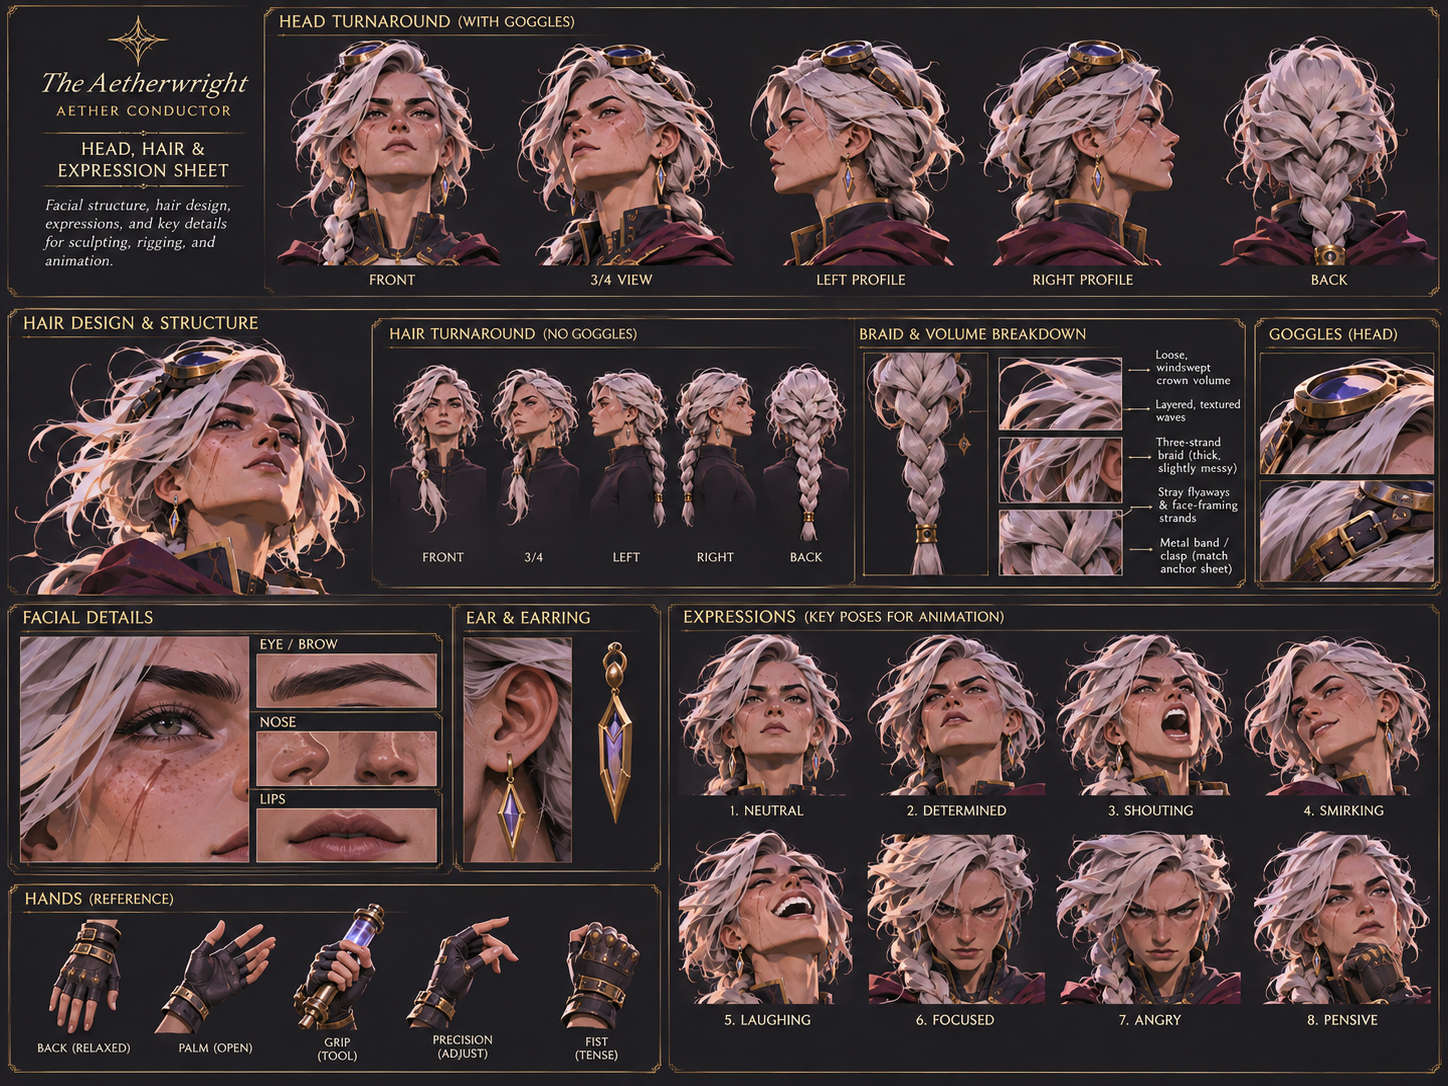 The Aetherwright
AETHER CONDUCTOR
HEAD, HAIR &
EXPRESSION SHEET
Facial structure, hair design,
expressions, and key details
for sculpting, rigging, and
animation.
HEAD TURNAROUND (WITH GOGGLES)
FRONT
3/4 VIEW
LEFT PROFILE
RIGHT PROFILE
BACK
HAIR DESIGN & STRUCTURE
HAIR TURNAROUND (NO GOGGLES)
FRONT
3/4
LEFT
RIGHT
BACK
BRAID & VOLUME BREAKDOWN
Loose,
windswept
crown volume
Layered, textured
waves
Three-strand
braid (thick,
slightly messy)
Stray flyaways
& face-framing
strands
Metal band /
clasp (match
anchor sheet)
GOGGLES (HEAD)
FACIAL DETAILS
EYE / BROW
NOSE
LIPS
EAR & EARRING
EXPRESSIONS (KEY POSES FOR ANIMATION)
1. NEUTRAL
2. DETERMINED
3. SHOUTING
4. SMIRKING
5. LAUGHING
6. FOCUSED
7. ANGRY
8. PENSIVE
HANDS (REFERENCE)
BACK (RELAXED)
PALM (OPEN)
GRIP
(TOOL)
PRECISION
(ADJUST)
FIST
(TENSE)